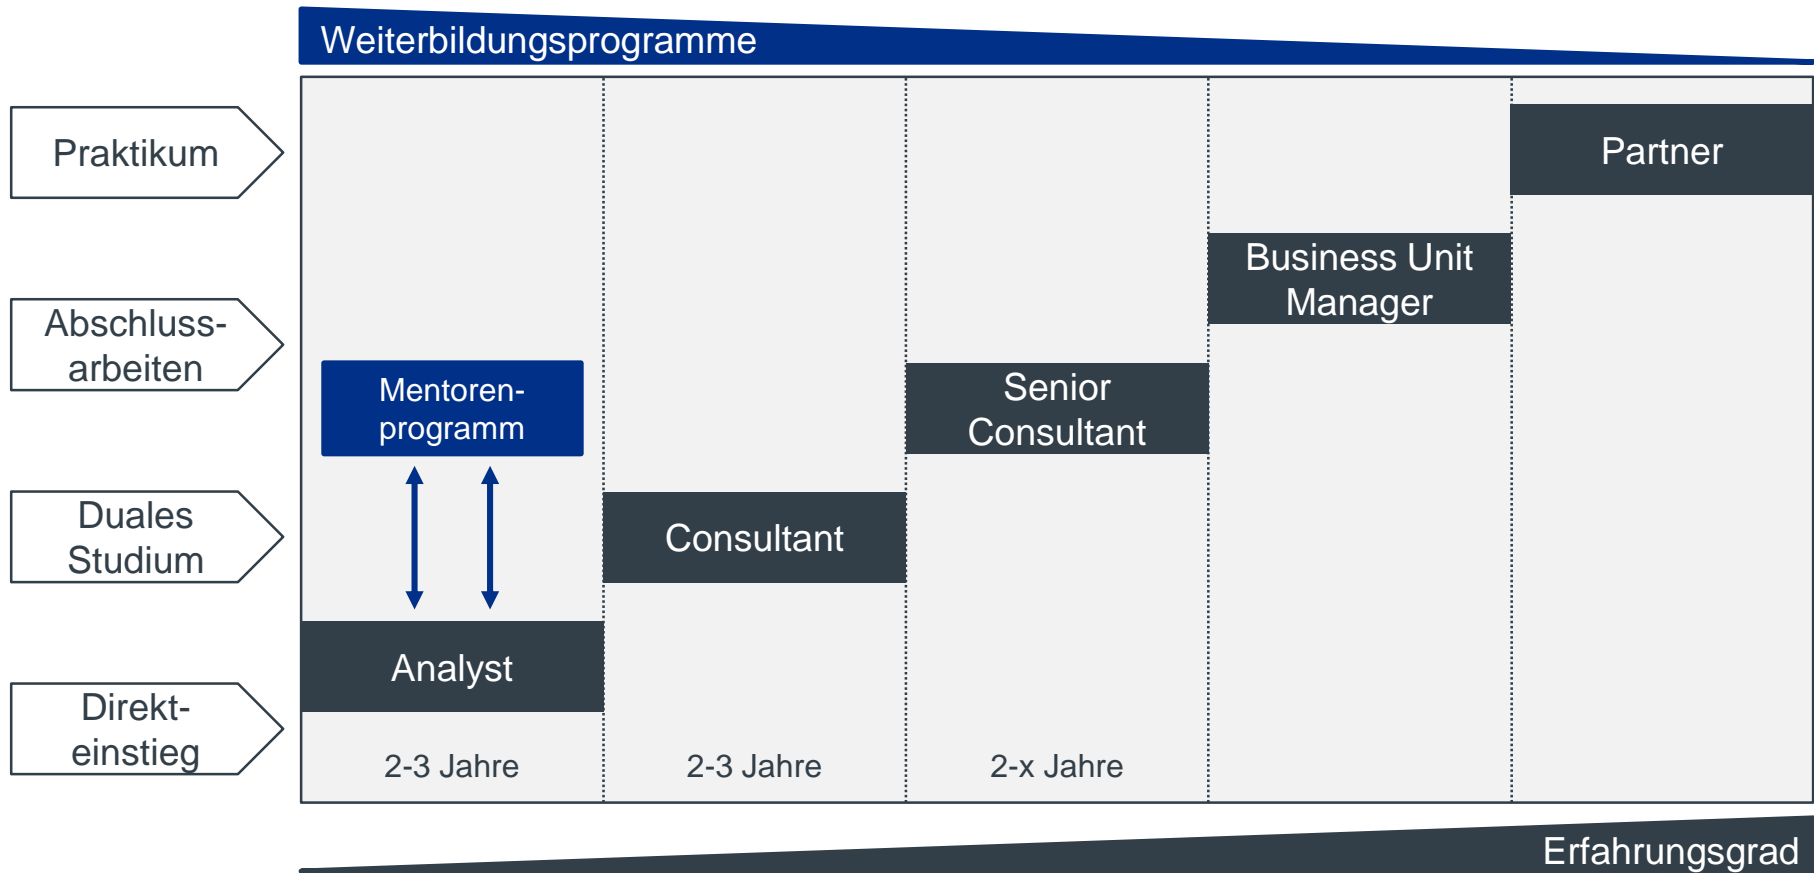 Weiterbildungsprogramme
Praktikum
Partner
Business Unit
Manager
Abschluss-
arbeiten
Mentoren-
programm
Senior
Consultant
Duales
Studium
Consultant
Analyst
Direkt-
einstieg
2-3 Jahre
2-3 Jahre
2-x Jahre
Erfahrungsgrad